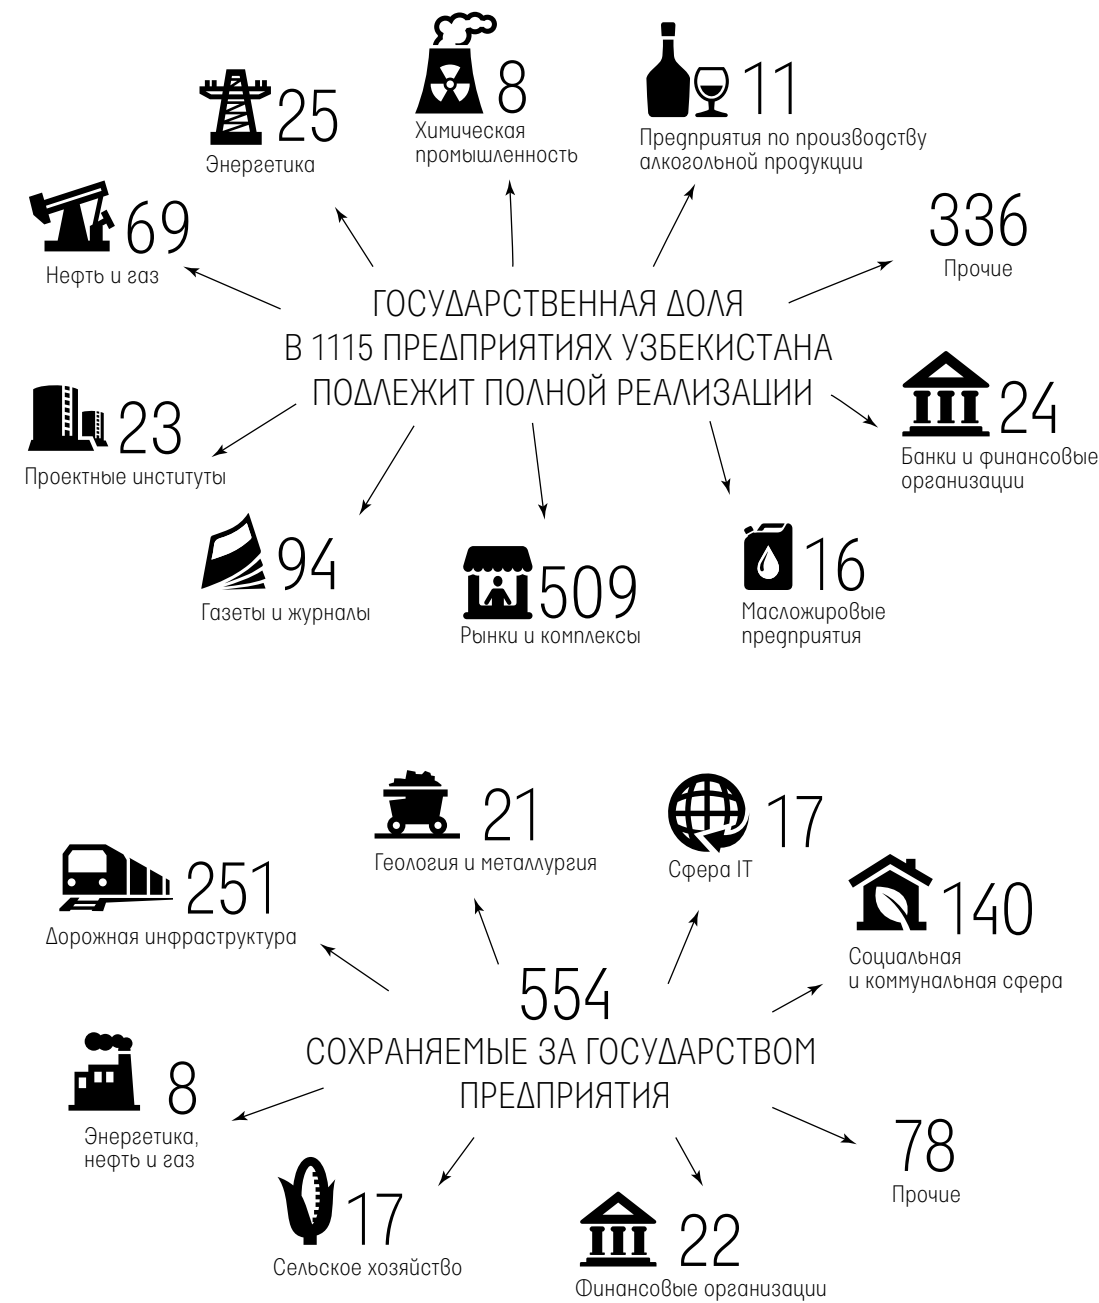 25
Энергетика
8
Химическая
промышленность
11
Предприятия по производству
алкогольной продукции
69
Нефть и газ
336
Прочие
ГОСУДАРСТВЕННАЯ ДОЛЯ
В 1115 ПРЕДПРИЯТИЯХ УЗБЕКИСТАНА
ПОДЛЕЖИТ ПОЛНОЙ РЕАЛИЗАЦИИ
23
Проектные институты
24
Банки и финансовые
организации
94
Газеты и журналы
509
Рынки и комплексы
16
Масложировые
предприятия
21
Геология и металлургия
17
Сфера IT
251
Дорожная инфраструктура
140
Социальная
и коммунальная сфера
554
СОХРАНЯЕМЫЕ ЗА ГОСУДАРСТВОМ
ПРЕДПРИЯТИЯ
8
Энергетика,
нефть и газ
78
Прочие
17
Сельское хозяйство
22
Финансовые организации